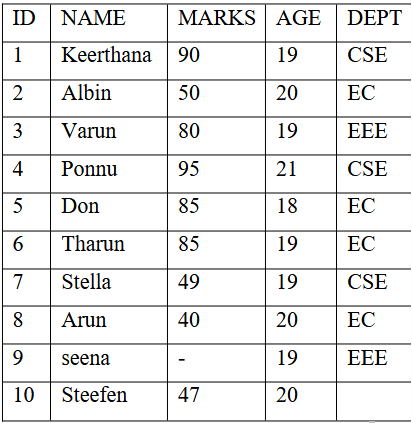 ID NAME MARKS AGE DEPT
1 Keerthana 90 19 CSE
2 Albin 50 20 EC
3 Varun 80 19 EEE
4 Ponnu 95 21 CSE
5 Don 85 18 EC
6 Tharun 85 19 EC
7 Stella 49 19 CSE
8 Arun 40 20 EC
9 seena - 19 EEE
10 Steefen 47 20